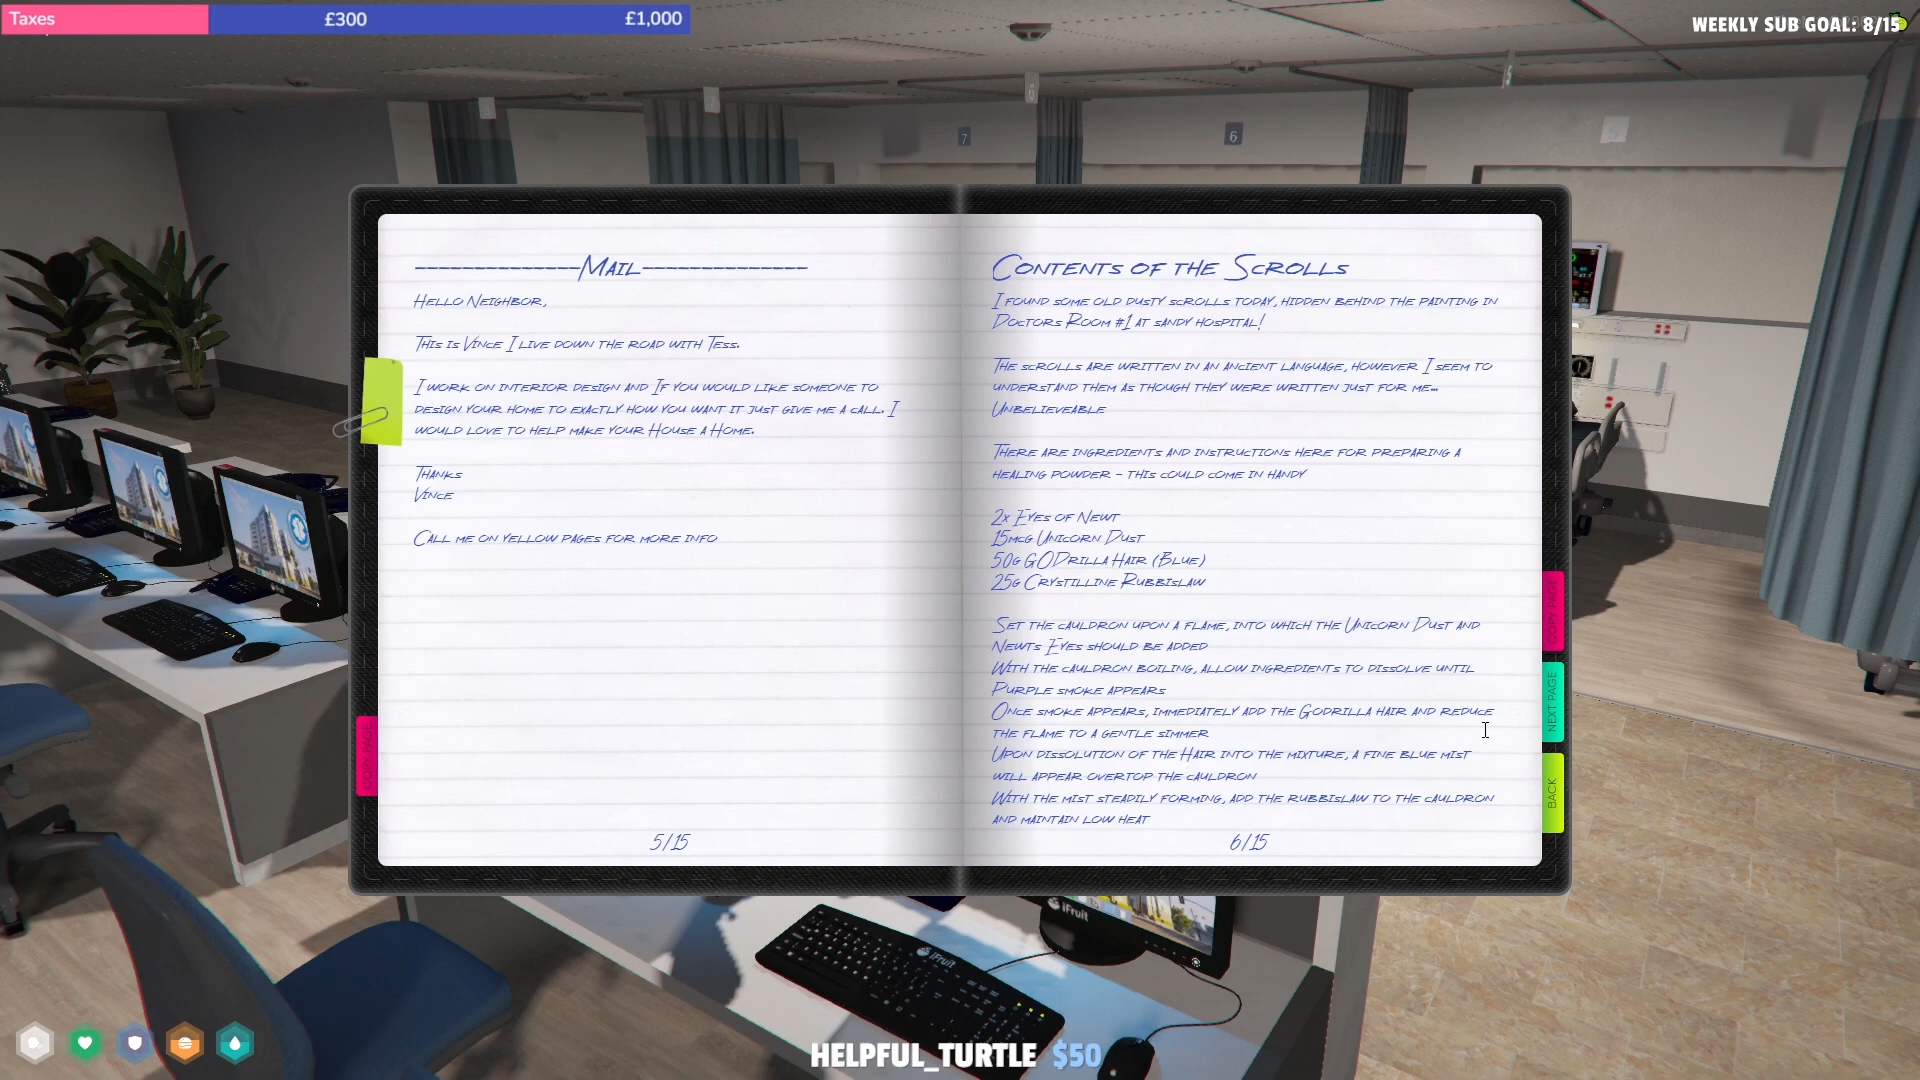 Taxes
£300
£1,000
WEEKLY SUB GOAL: 8/15
7
6
--------------Mail--------------
Hello Neighbor,
This is Vince I live down the road with Tess.
I work on interior design and If you would like someone to
design your home to exactly how you want it just give me a call. I
would love to help make your House a Home.
Thanks
Vince
Call me on yellow pages for more info
5/15
COPY PAGE
Contents of the Scrolls
I found some old dusty scrolls today, hidden behind the painting in
Doctors Room #1 at sandy hospital!
The scrolls are written in an ancient language, however I seem to
understand them as though they were written just for me...
Unbelieveable
There are ingredients and instructions here for preparing a
healing powder - this could come in handy
2x Eyes of Newt
15mcg Unicorn Dust
50g GODrilla Hair (Blue)
25g Crystilline Rubbislaw
Set the cauldron upon a flame, into which the Unicorn Dust and
Newts Eyes should be added
With the cauldron boiling, allow ingredients to dissolve until
Purple smoke appears
Once smoke appears, immediately add the Godrilla hair and reduce
the flame to a gentle simmer
Upon dissolution of the Hair into the mixture, a fine blue mist
will appear overtop the cauldron
With the mist steadily forming, add the rubbislaw to the cauldron
and maintain low heat
6/15
COPY PAGE
NEXT PAGE
BACK
iFruit
iFruit
HELPFUL_TURTLE $50